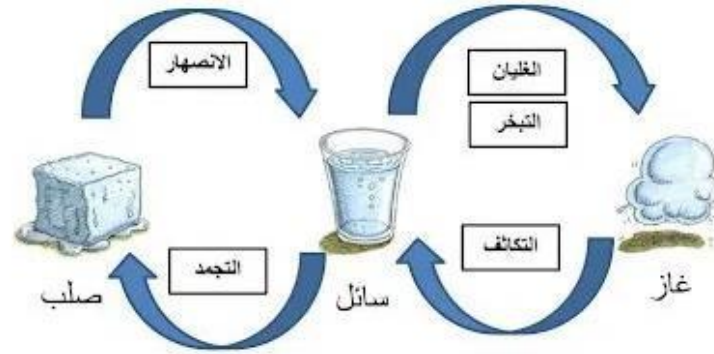 الانصهار
الغليان
التبخر
التكاثف
التجمد
صلب
سائل
غاز